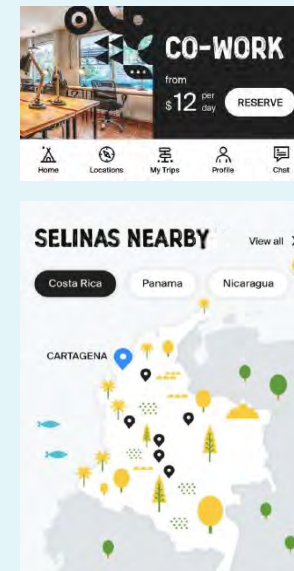 CO-WORK
from
$12 per day
RESERVE
Home Locations My Trips Profile Chat
SELINAS NEARBY View all
Costa Rica Panama Nicaragua
CARTAGENA